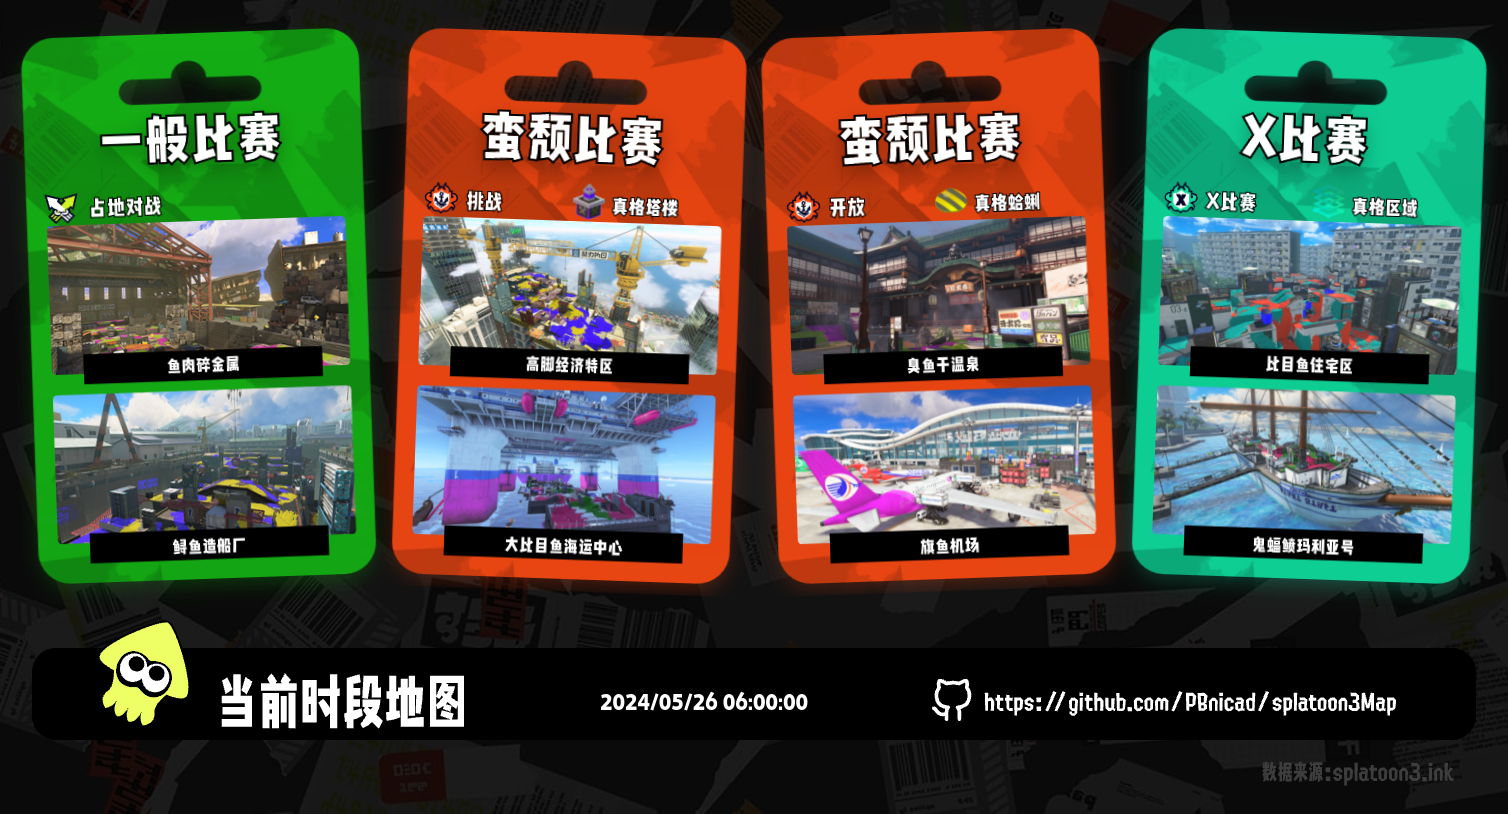 一般比赛
占地对战
鱼肉碎金属
鲟鱼造船厂
蛮颓比赛
挑战
真格塔楼
高脚经济特区
大比目鱼海运中心
蛮颓比赛
开放
真格蛤蜊
臭鱼干温泉
旗鱼机场
X比赛
X比赛
真格区域
比目鱼住宅区
鬼蝠鲼玛利亚号
当前时段地图
2024/05/26 06:00:00
https://github.com/PBnicad/splatoon3Map
数据来源:splatoon3.ink